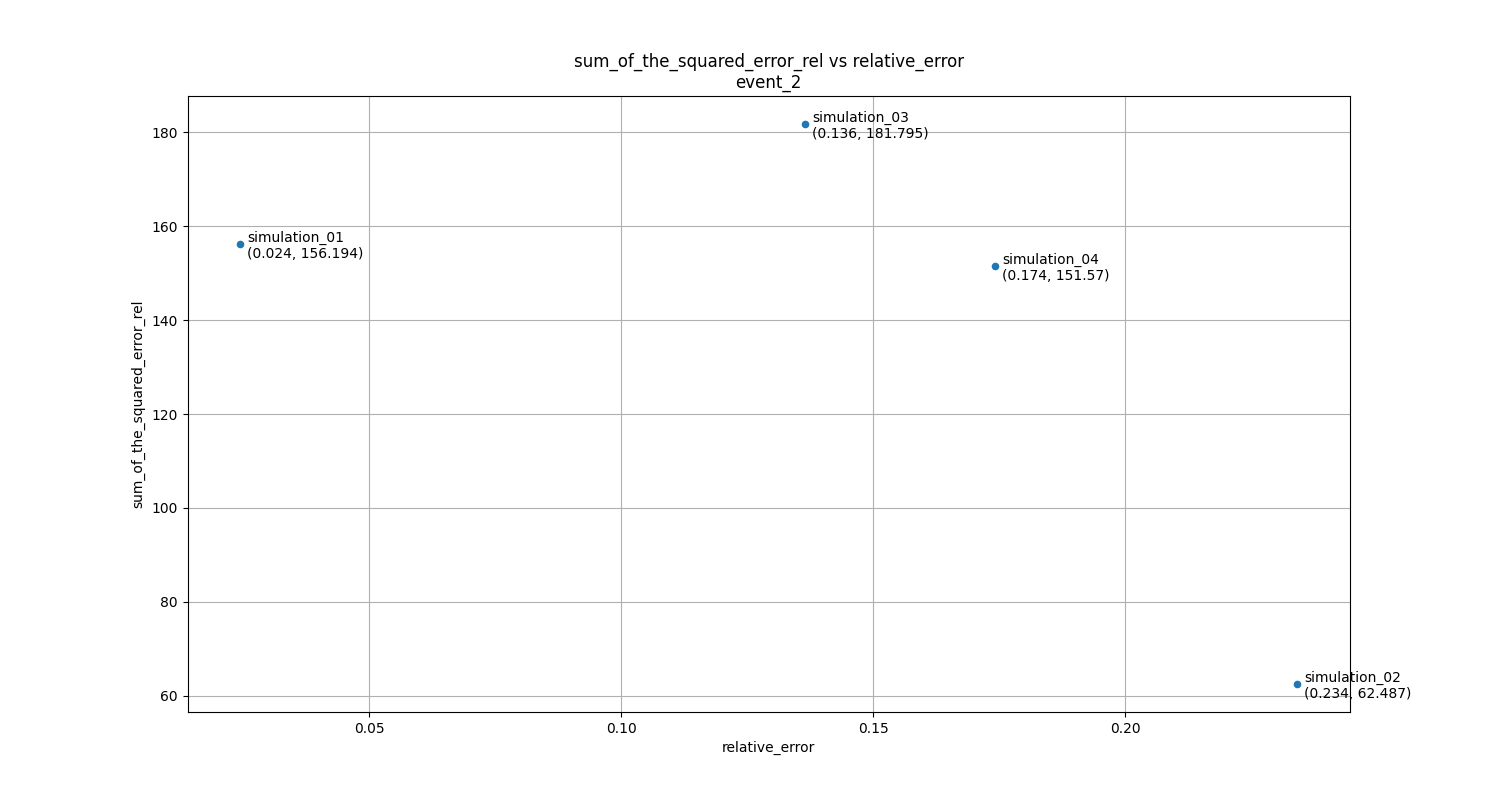 sum_of_the_squared_error_rel vs relative_error
event_2
simulation_03
(0.136, 181.795)
simulation_01
(0.024, 156.194)
simulation_04
(0.174, 151.57)
simulation_02
(0.234, 62.487)
sum_of_the_squared_error_rel
180
160
140
120
100
80
60
0.05
0.10
0.15
0.20
relative_error